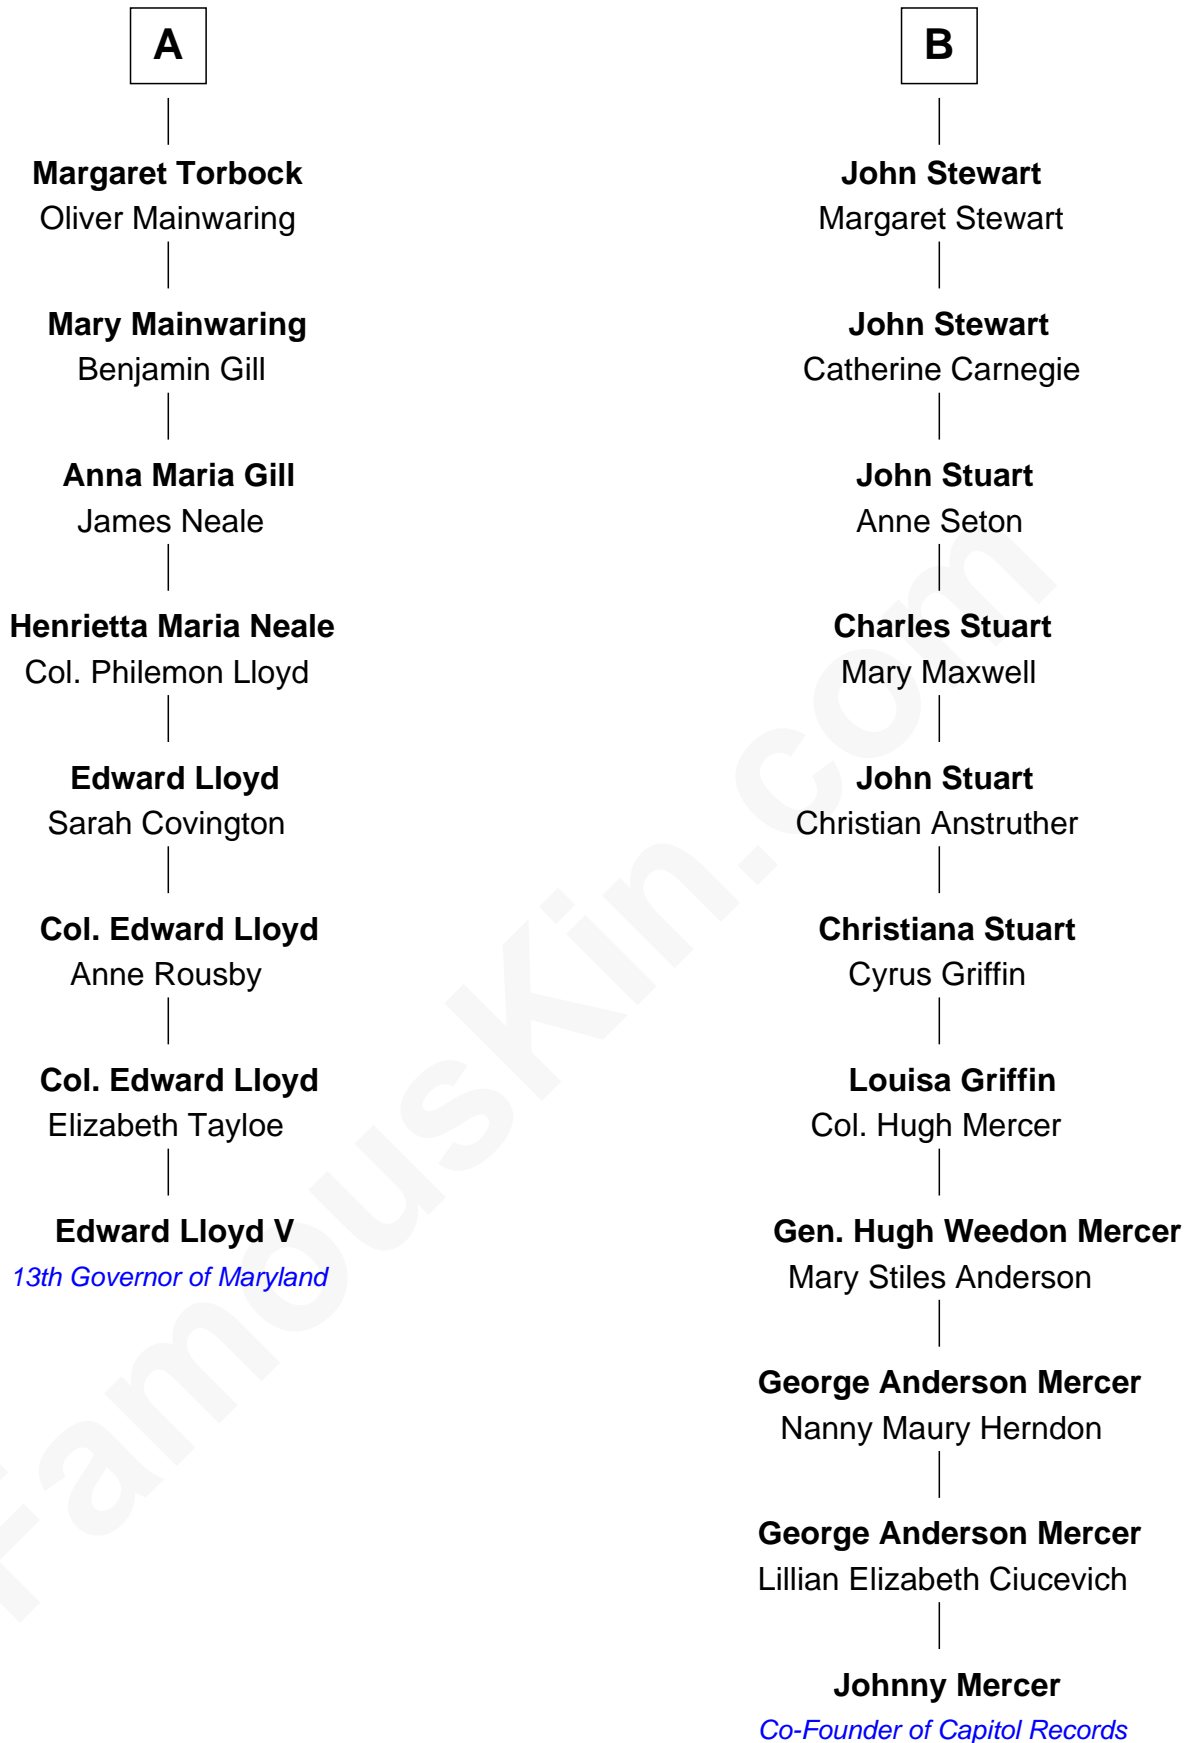 A
Margaret Torbock
Oliver Mainwaring
Mary Mainwaring
Benjamin Gill
Anna Maria Gill
James Neale
Henrietta Maria Neale
Col. Philemon Lloyd
Edward Lloyd
Sarah Covington
Col. Edward Lloyd
Anne Rousby
Col. Edward Lloyd
Elizabeth Tayloe
Edward Lloyd V
13th Governor of Maryland
B
John Stewart
Margaret Stewart
John Stewart
Catherine Carnegie
John Stuart
Anne Seton
Charles Stuart
Mary Maxwell
John Stuart
Christian Anstruther
Christiana Stuart
Cyrus Griffin
Louisa Griffin
Col. Hugh Mercer
Gen. Hugh Weedon Mercer
Mary Stiles Anderson
George Anderson Mercer
Nanny Maury Herndon
George Anderson Mercer
Lillian Elizabeth Ciucevich
Johnny Mercer
Co-Founder of Capitol Records
FamousKin.com